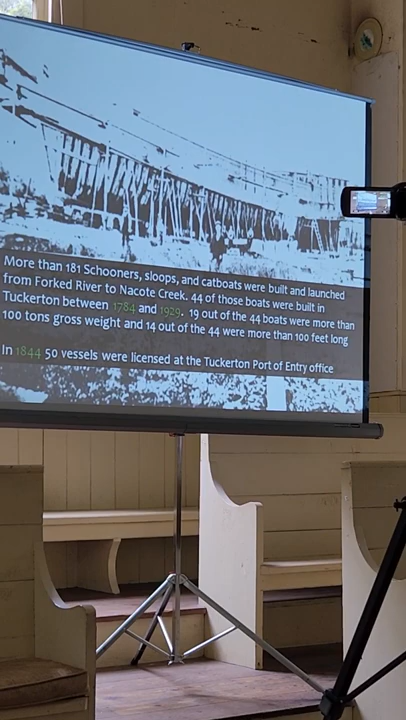 More than 181 Schooners, sloops, and catboats were built and launched
from Forked River to Nacote Creek. 44 of those boats were built in
Tuckerton between 1784 and 1929. 19 out of the 44 boats were more than
100 tons gross weight and 14 out of the 44 were more than 100 feet long
In 1844 50 vessels were licensed at the Tuckerton Port of Entry office